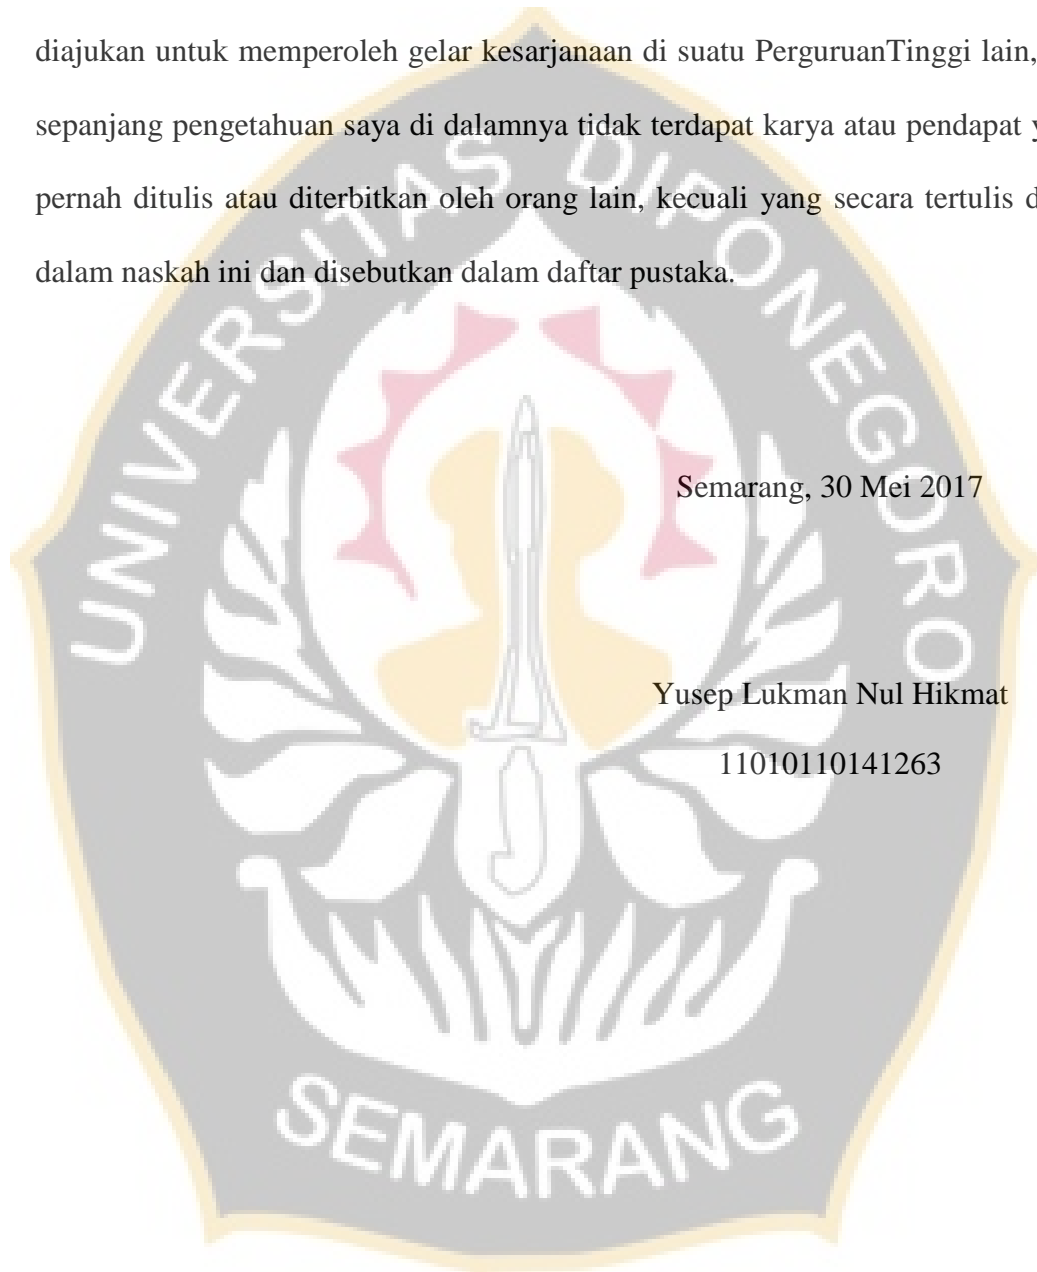 diajukan untuk memperoleh gelar kesarjanaan di suatu PerguruanTinggi lain,
sepanjang pengetahuan saya di dalamnya tidak terdapat karya atau pendapat
pernah ditulis atau diterbitkan oleh orang lain, kecuali yang secara tertulis
dalam naskah ini dan disebutkan dalam daftar pustaka.
UNIVERSITAS DIPONEGORO
Semarang, 30 Mei 2017
Yusep Lukman Nul Hikmat
11010110141263
SEMARANG